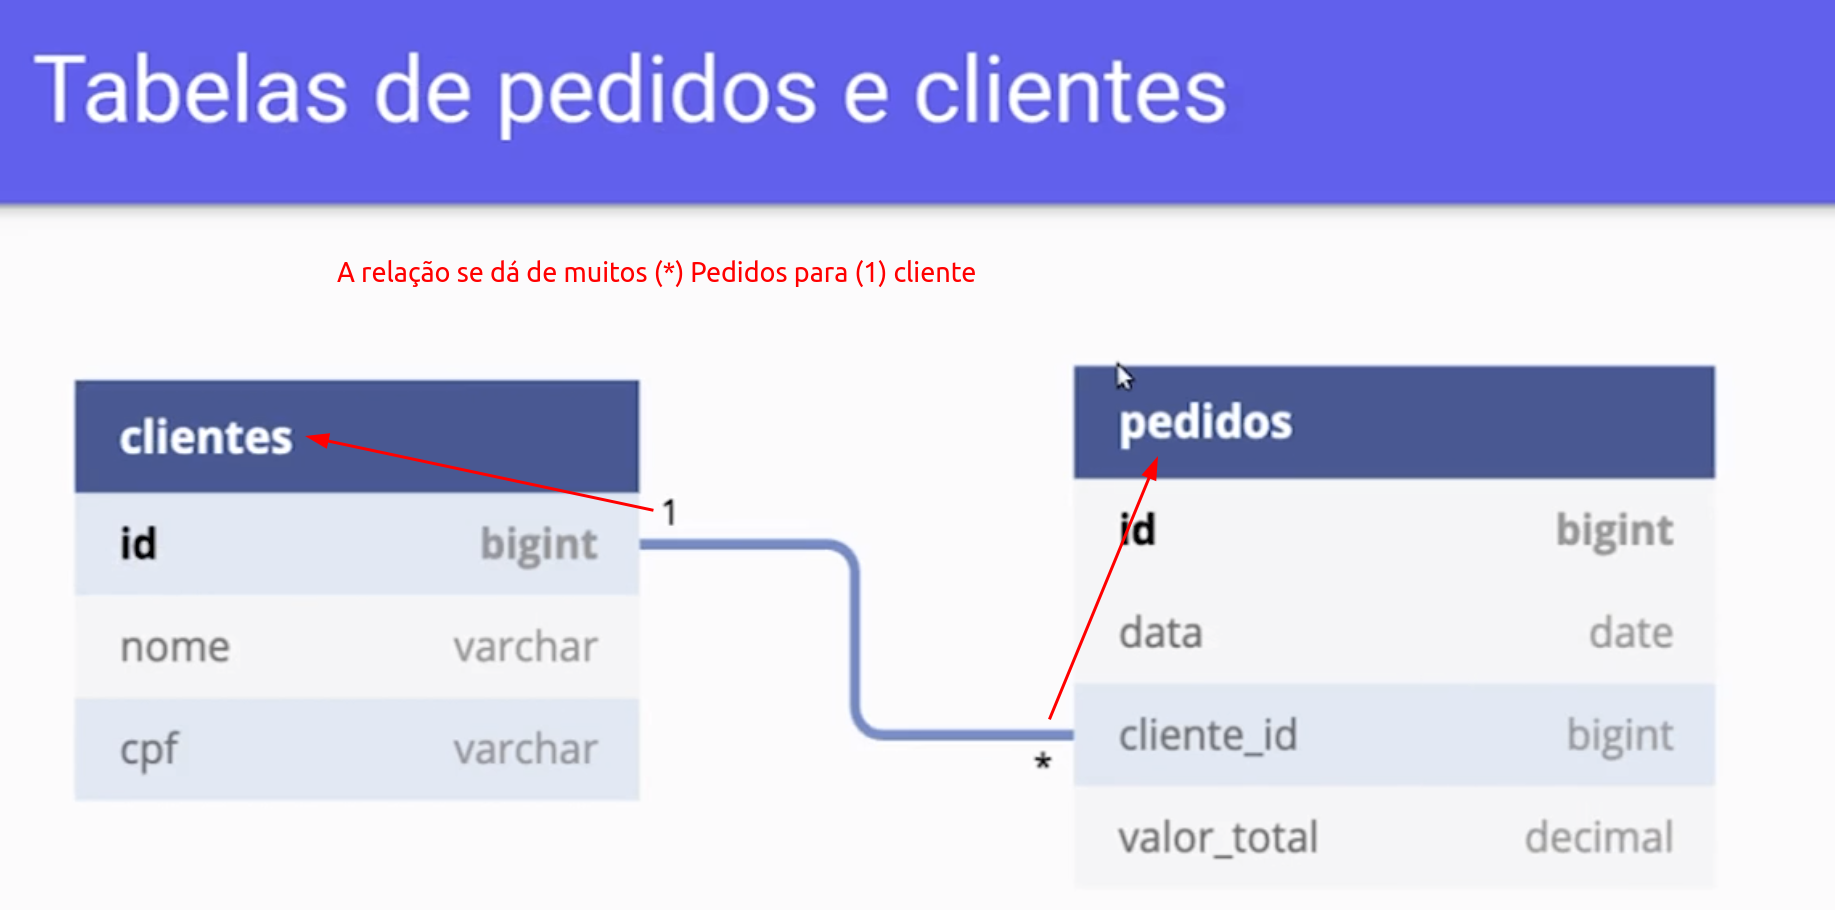 Tabelas de pedidos e clientes
A relação se dá de muitos (*) Pedidos para (1) cliente
clientes
1
id bigint
nome varchar
cpf varchar
*
pedidos
id bigint
data date
cliente_id bigint
valor_total decimal